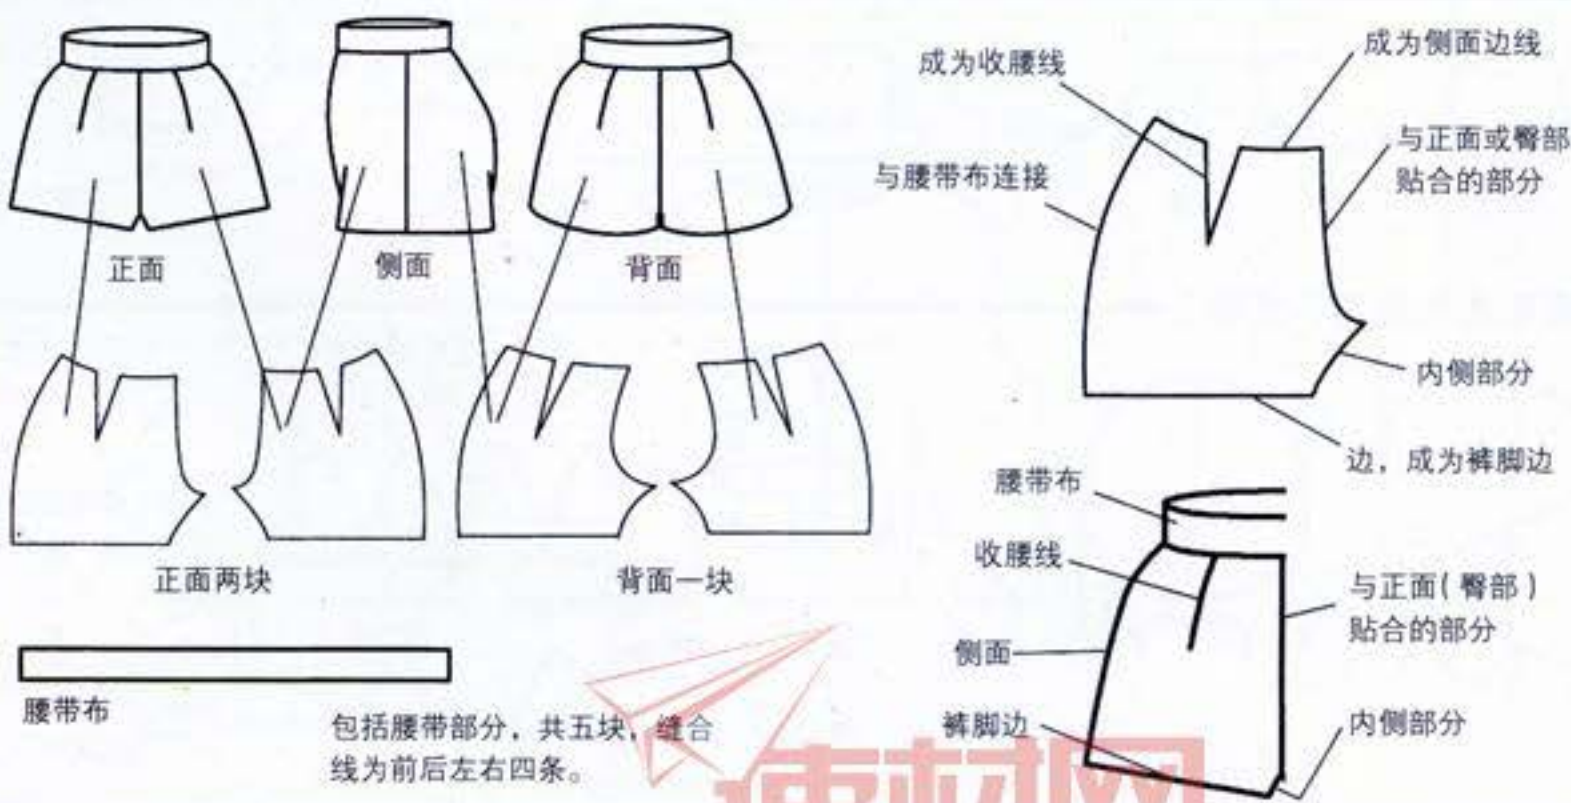 正面
侧面
背面
正面两块
背面一块
腰带布
包括腰带部分，共五块，缝合
线为前后左右四条。
成为收腰线
成为侧面边线
与正面或臀部
贴合的部分
与腰带布连接
内侧部分
边，成为裤脚边
腰带布
收腰线
与正面(臀部)
贴合的部分
侧面
裤脚边
内侧部分
素材网